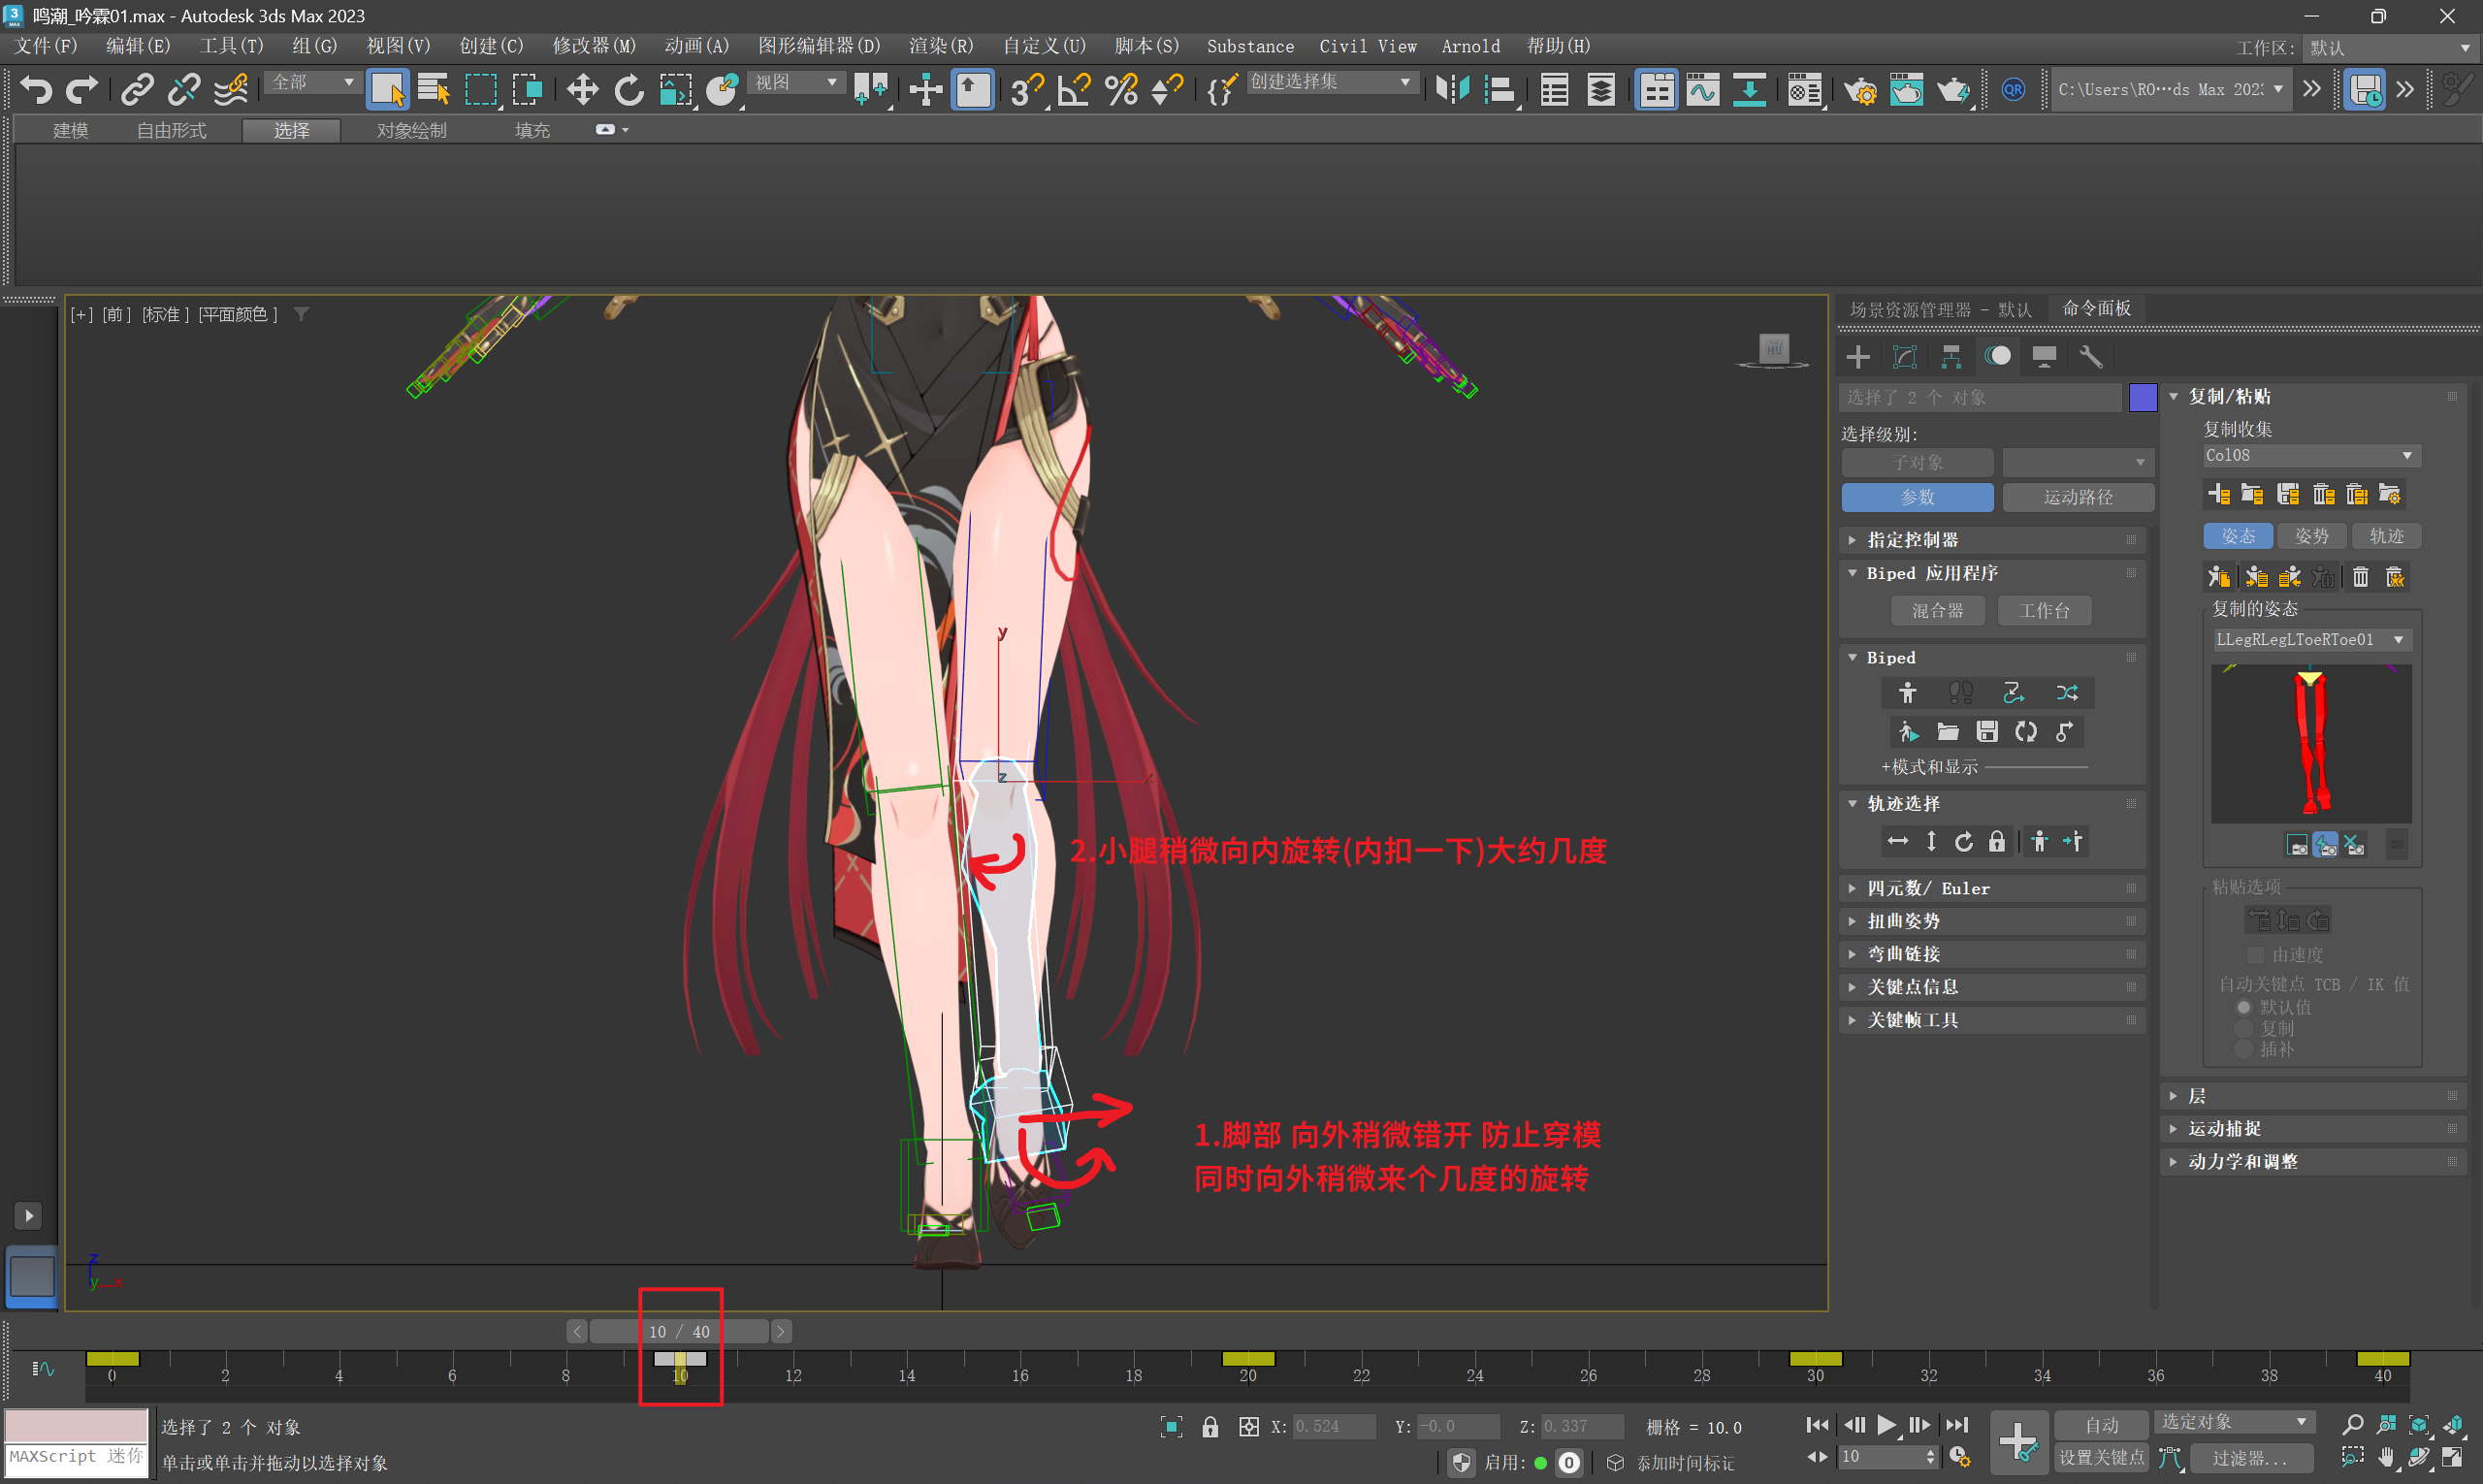 鸣潮_吟霖01.max - Autodesk 3ds Max 2023
文件(F) 编辑(E) 工具(T) 组(G) 视图(V) 创建(C) 修改器(M) 动画(A) 图形编辑器(D) 渲染(R) 自定义(U) 脚本(S) Substance Civil View Arnold 帮助(H)
工作区: 默认
全部 视图 创建选择集 QR C:\Users\RO···ds Max 202
建模 自由形式 选择 对象绘制 填充
[+] [前] [标准] [平面颜色]
前
场景资源管理器 - 默认 命令面板
选择了 2 个 对象
选择级别:
子对象
参数 运动路径
指定控制器
Biped 应用程序
混合器 工作台
Biped
+模式和显示
轨迹选择
四元数/ Euler
扭曲姿势
弯曲链接
关键点信息
关键帧工具
复制/粘贴
复制收集
Col08
姿态 姿势 轨迹
复制的姿态
LLegRLegLToeRToe01
粘贴选项
由速度
自动关键点 TCB / IK 值
默认值
复制
插补
层
运动捕捉
动力学和调整
y
z
x
2.小腿稍微向内旋转(内扣一下)大约几度
1.脚部 向外稍微错开 防止穿模
同时向外稍微来个几度的旋转
z
y x
10 / 40
0 2 4 6 8 10 12 14 16 18 20 22 24 26 28 30 32 34 36 38 40
选择了 2 个 对象
X: 0.524 Y: -0.0 Z: 0.337 栅格 = 10.0
自动 选定对象
MAXScript 迷你
单击或单击并拖动以选择对象
启用: 0 添加时间标记
10
设置关键点 过滤器...